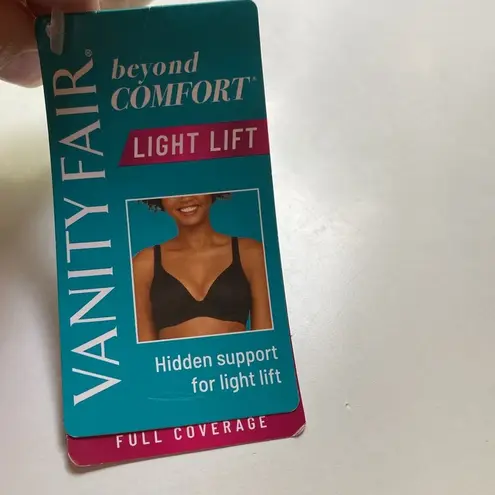 VANITY FAIR®
beyond
COMFORT®
LIGHT LIFT
Hidden support
for light lift
FULL COVERAGE